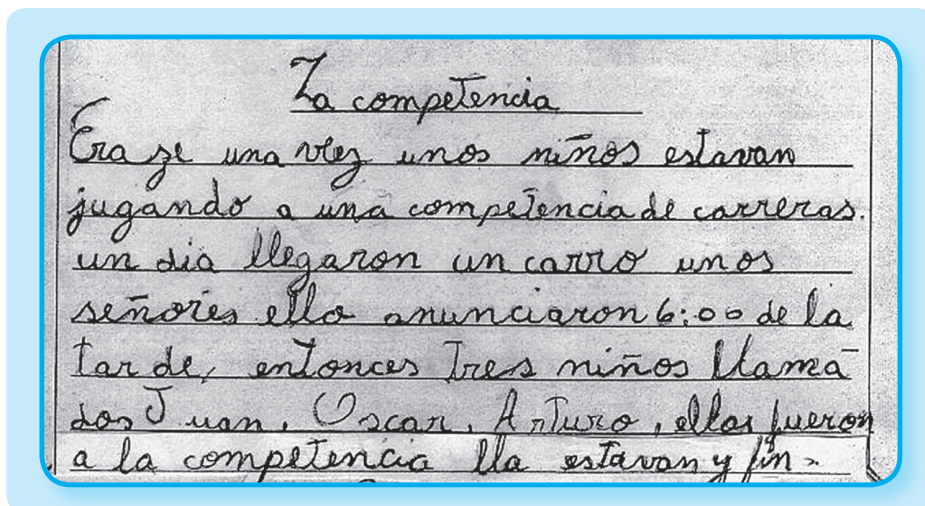 La competencia
Era se una vez unos niños estavan
jugando a una competencia de carreras.
un dia llegaron un carro unos
señores ello anunciaron 6:00 de la
tar de, entonces Tres niños llama
dos Juan, Oscar, Arturo, ellos fueron
a la competencia lla estavan y fin.